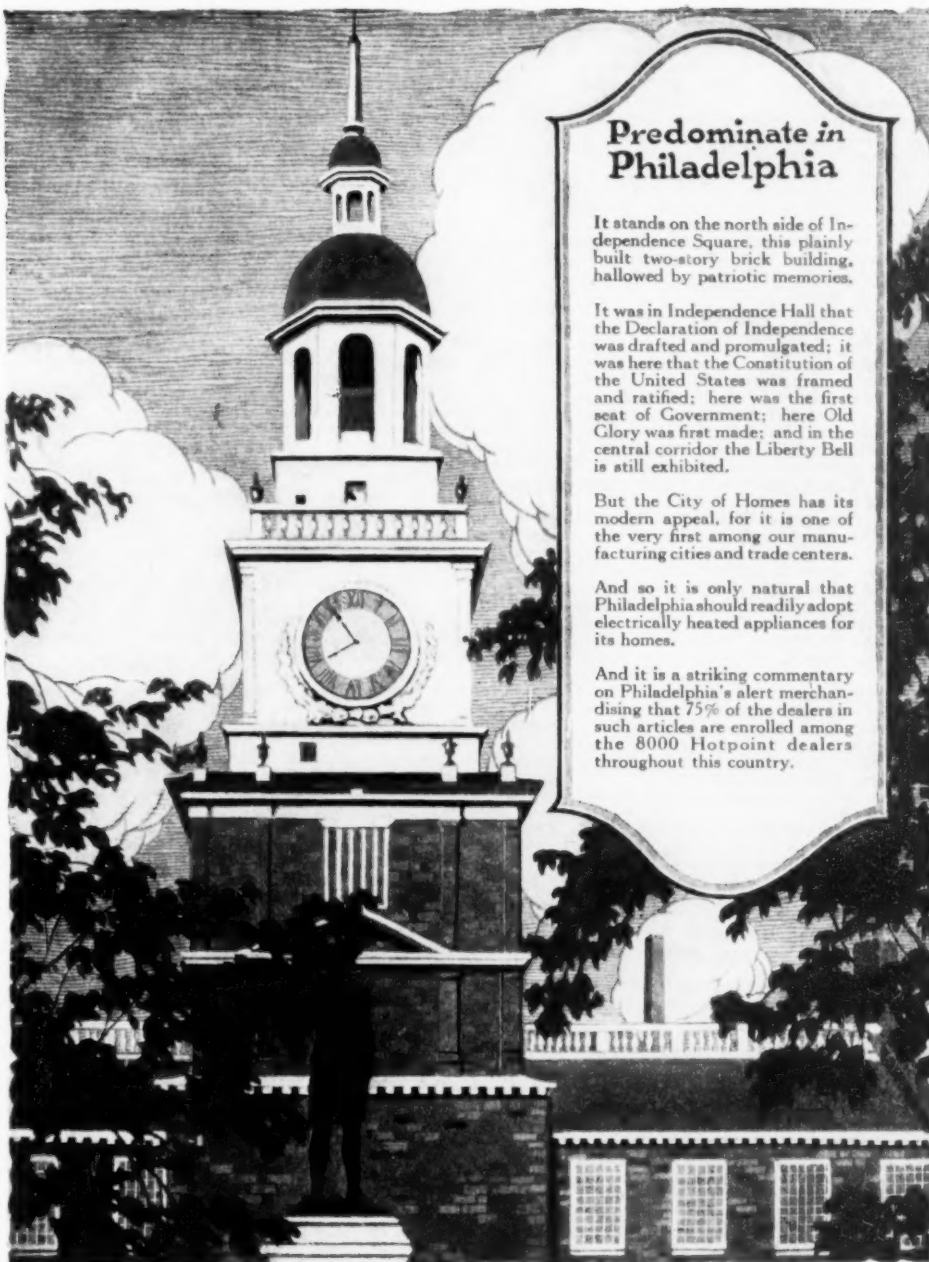 Predominate in
Philadelphia
It stands on the north side of In-
dependence Square, this plainly
built two-story brick building,
hallowed by patriotic memories.
It was in Independence Hall that
the Declaration of Independence
was drafted and promulgated; it
was here that the Constitution of
the United States was framed
and ratified; here was the first
seat of Government; here Old
Glory was first made; and in the
central corridor the Liberty Bell
is still exhibited.
But the City of Homes has its
modern appeal, for it is one of
the very first among our manu-
facturing cities and trade centers.
And so it is only natural that
Philadelphia should readily adopt
electrically heated appliances for
its homes.
And it is a striking commentary
on Philadelphia's alert merchan-
dising that 75% of the dealers in
such articles are enrolled among
the 8000 Hotpoint dealers
throughout this country.